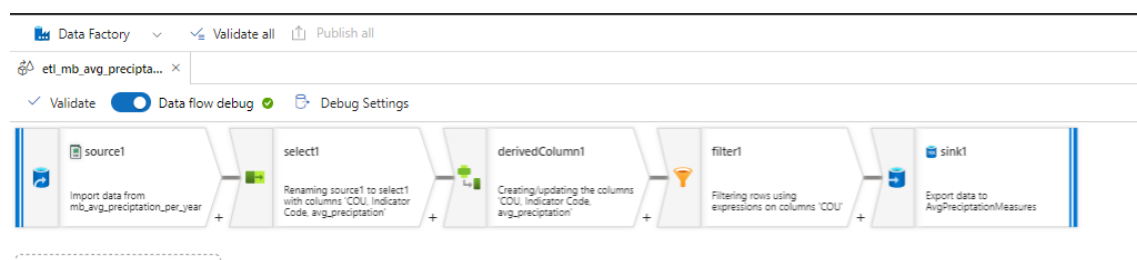 Data Factory
Validate all
Publish all
etl_mb_avg_precipta...
Validate
Data flow debug
Debug Settings
source1
Import data from
mb_avg_preciptation_per_year
select1
Renaming source1 to select1
with columns 'COU, Indicator
Code, avg_preciptation'
derivedColumn1
Creating/updating the columns
'COU, Indicator Code,
avg_preciptation'
filter1
Filtering rows using
expressions on columns 'COU'
sink1
Export data to
AvgPreciptationMeasures